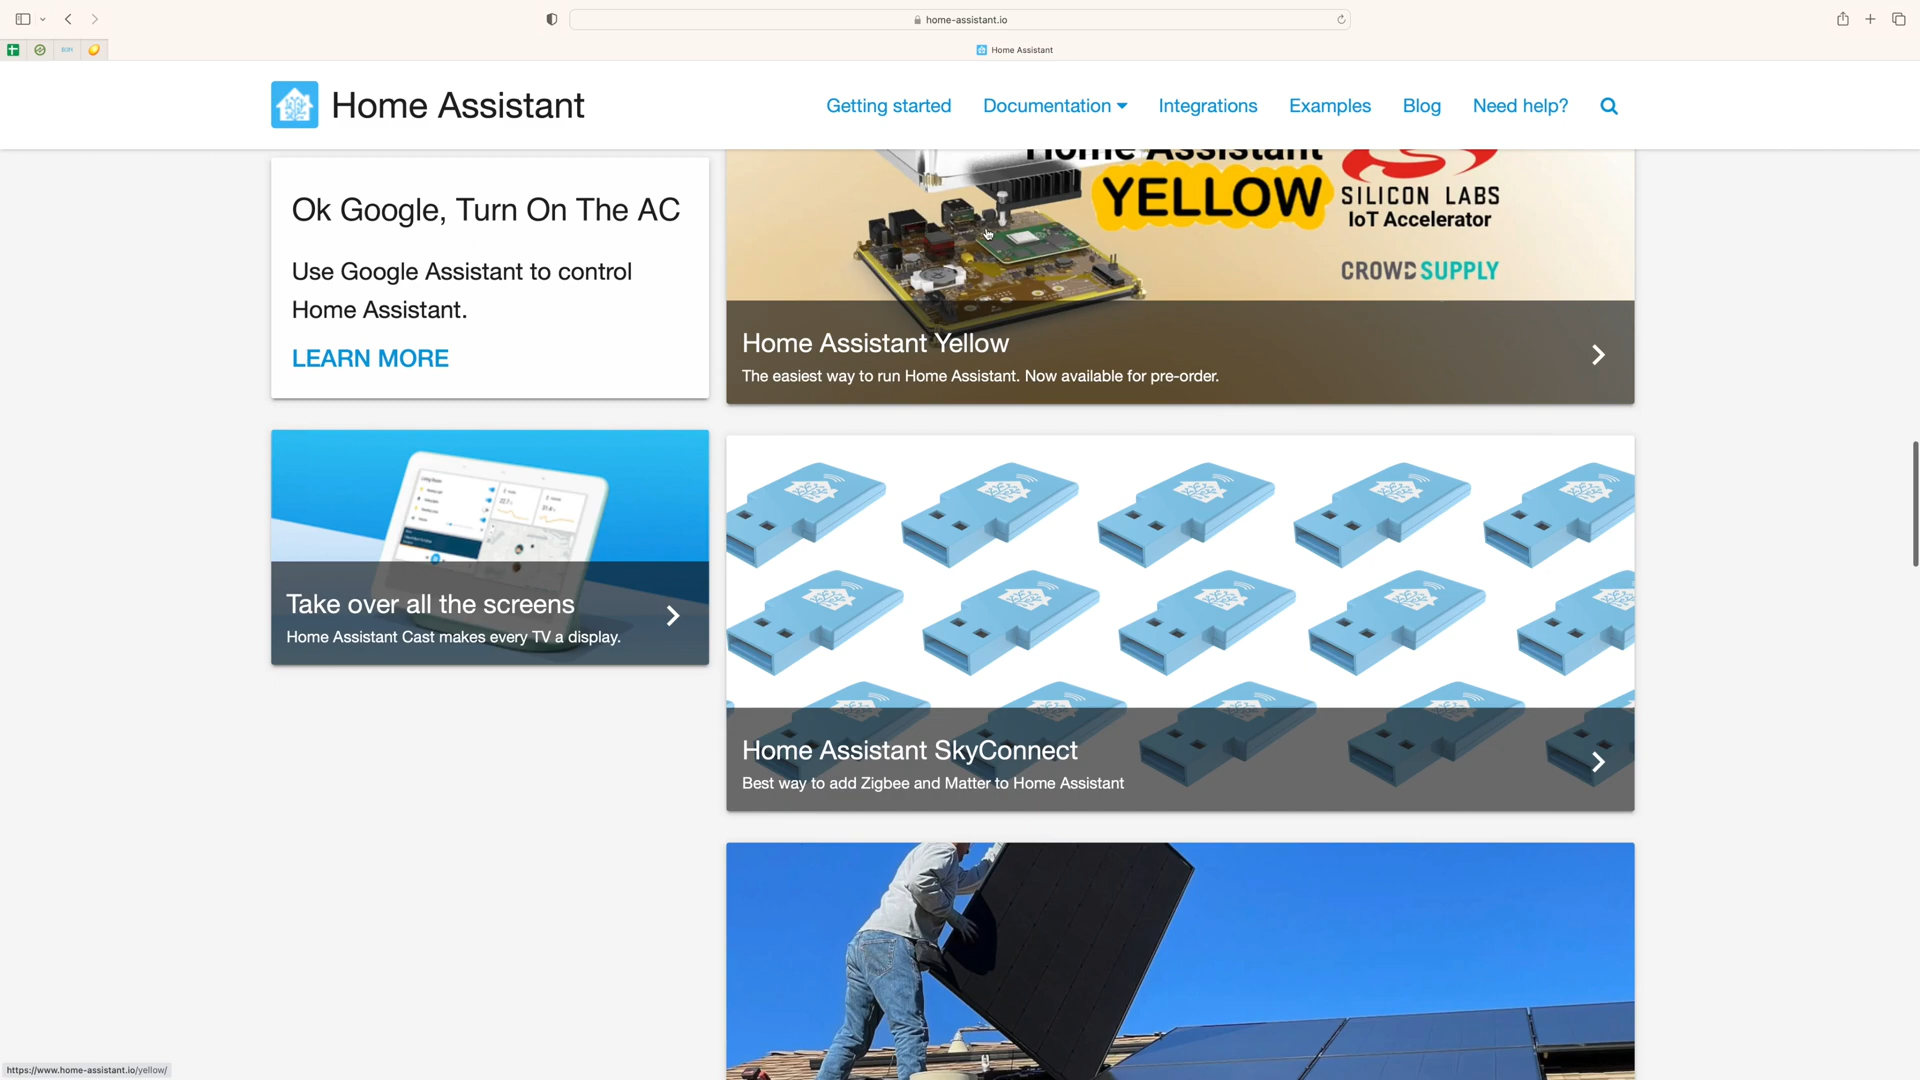 home-assistant.io
Home Assistant
Home Assistant
Getting started
Documentation
Integrations
Examples
Blog
Need help?
Ok Google, Turn On The AC
Use Google Assistant to control
Home Assistant.
LEARN MORE
Home Assistant
YELLOW
SILICON LABS
IoT Accelerator
CROWD SUPPLY
Home Assistant Yellow
The easiest way to run Home Assistant. Now available for pre-order.
Take over all the screens
Home Assistant Cast makes every TV a display.
Home Assistant SkyConnect
Best way to add Zigbee and Matter to Home Assistant
https://www.home-assistant.io/yellow/